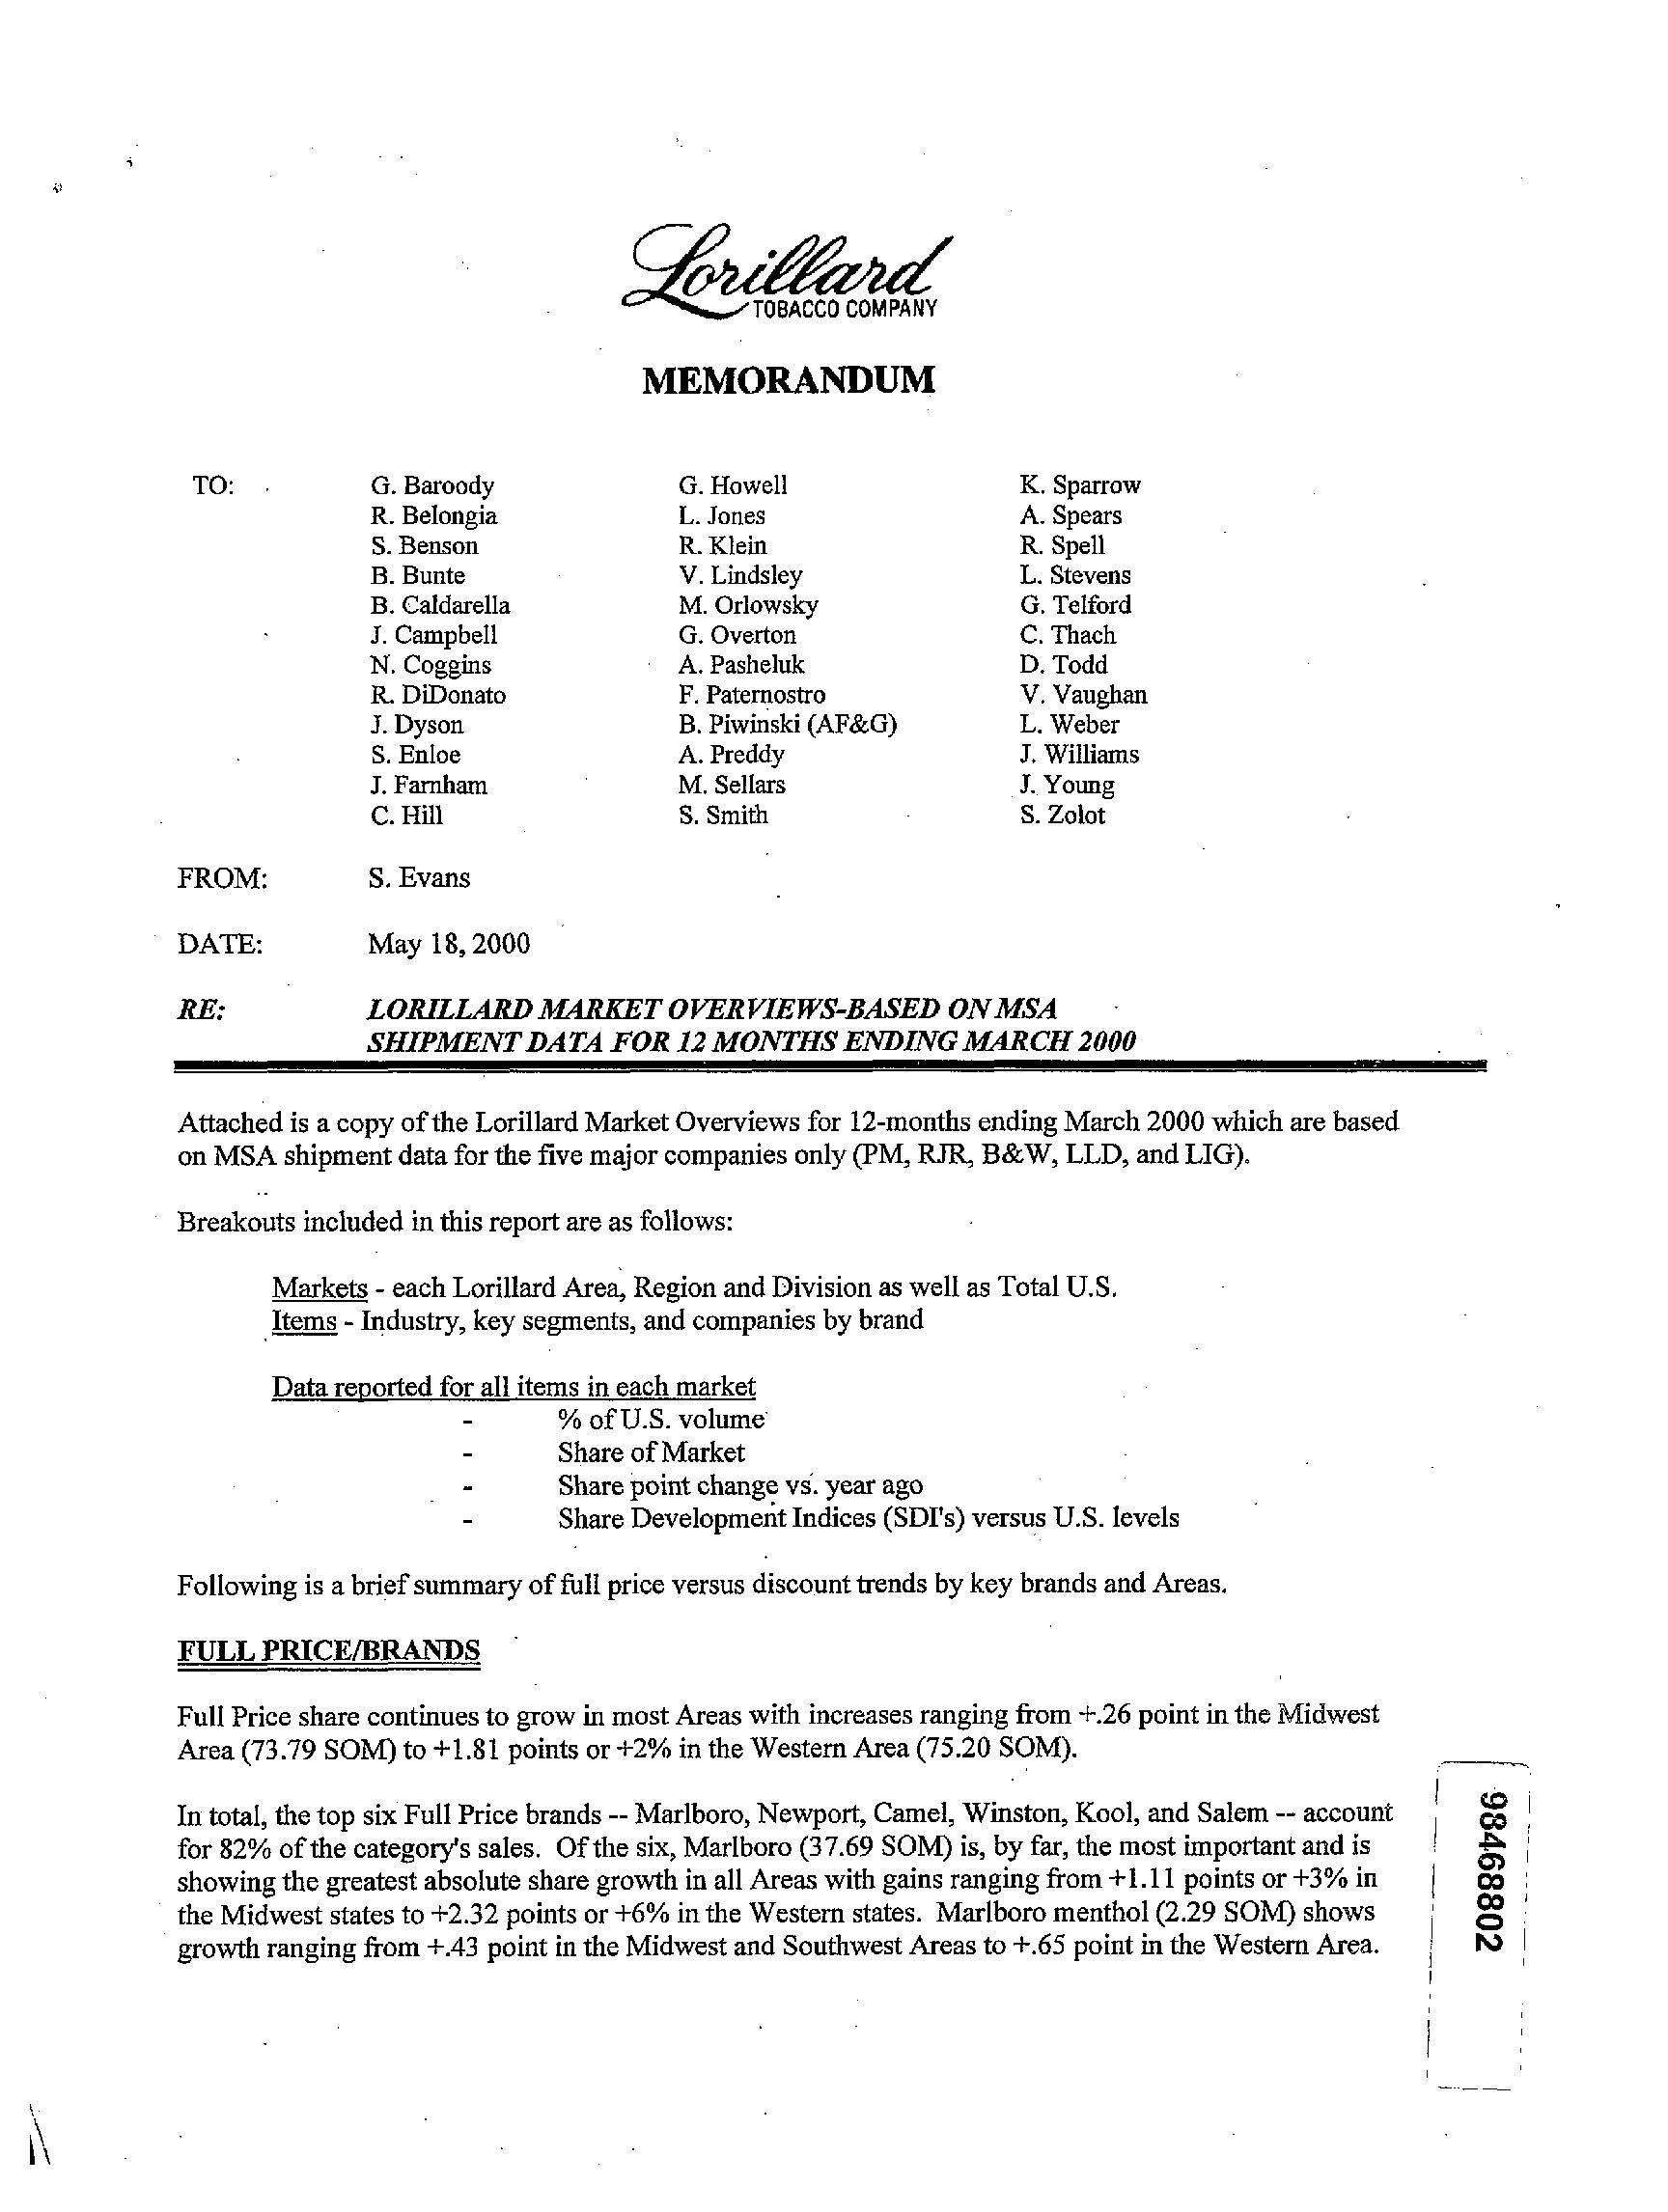 Lorillard
TOBACCO COMPANY
MEMORANDUM
TO: G. Baroody G. Howell K. Sparrow
R. Belongia L. Jones A. Spears
S. Benson R. Klein R. Spell
B. Bunte V. Lindsley L. Stevens
B. Caldarella M. Orlowsky G. Telford
J. Campbell G. Overton C. Thach
N. Coggins A. Pasheluk D. Todd
R. DiDonato F. Paternostro V. Vaughan
J. Dyson B. Piwinski (AF&G) L. Weber
S. Enloe A. Preddy J. Williams
J. Farnham M. Sellars J. Young
C. Hill S. Smith S. Zolot
FROM: S. Evans
DATE: May 18, 2000
RE: LORILLARD MARKET OVERVIEWS-BASED ON MSA
SHIPMENT DATA FOR 12 MONTHS ENDING MARCH 2000
Attached is a copy of the Lorillard Market Overviews for 12-months ending March 2000 which are based
on MSA shipment data for the five major companies only (PM, RJR, B&W, LLD, and LIG).
Breakouts included in this report are as follows:
Markets - each Lorillard Area, Region and Division as well as Total U.S.
Items - Industry, key segments, and companies by brand
Data reported for all items in each market
- % of U.S. volume
- Share of Market
- Share point change vs. year ago
- Share Development Indices (SDI's) versus U.S. levels
Following is a brief summary of full price versus discount trends by key brands and Areas.
FULL PRICE/BRANDS
Full Price share continues to grow in most Areas with increases ranging from +.26 point in the Midwest
Area (73.79 SOM) to +1.81 points or +2% in the Western Area (75.20 SOM).
In total, the top six Full Price brands -- Marlboro, Newport, Camel, Winston, Kool, and Salem -- account
for 82% of the category's sales. Of the six, Marlboro (37.69 SOM) is, by far, the most important and is
showing the greatest absolute share growth in all Areas with gains ranging from +1.11 points or +3% in
the Midwest states to +2.32 points or +6% in the Western states. Marlboro menthol (2.29 SOM) shows
growth ranging from +.43 point in the Midwest and Southwest Areas to +.65 point in the Western Area.
98468802